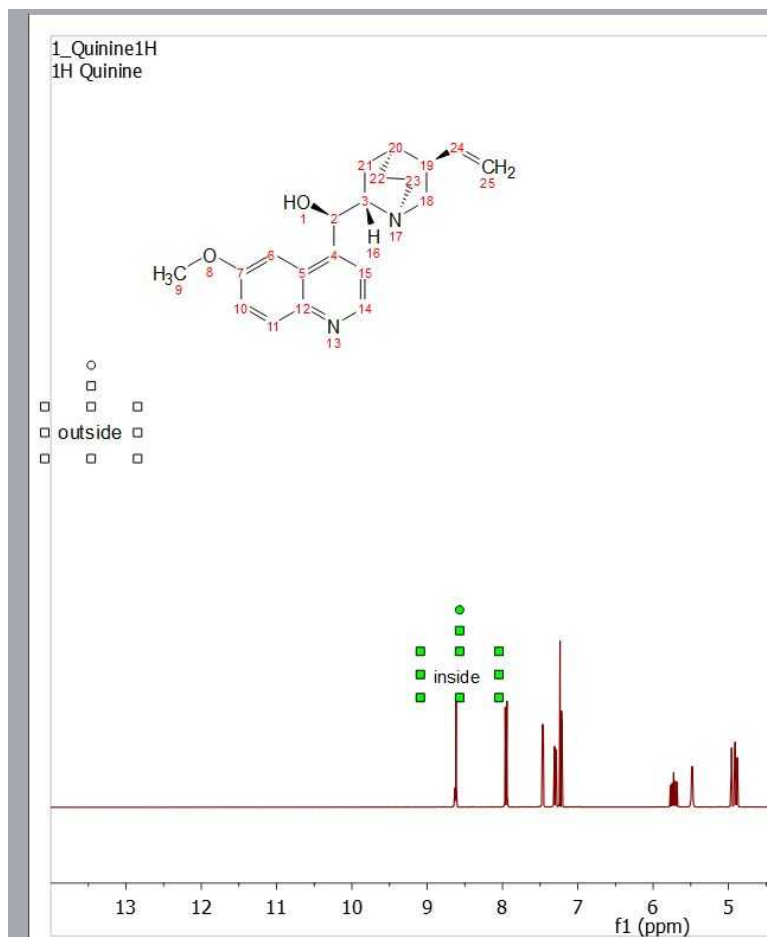 1_Quinine1H
1H Quinine
20
21
19
24
22
23
CH₂
25
HO
3
18
1
2
N
17
H
16
O
8
6
4
15
H₃C
9
7
5
10
12
14
11
N
13
outside
inside
13 12 11 10 9 8 7 6 5
f1 (ppm)